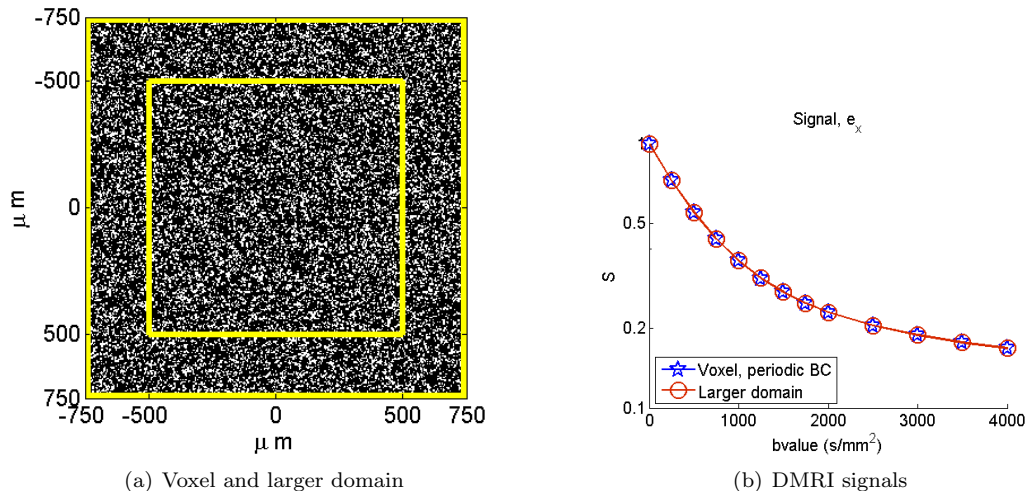 -750
-500
0
500
750
μ m
-750
-500
0
500
750
μ m
(a) Voxel and larger domain
Signal, e_x
1
0.5
0.2
0.1
S
Voxel, periodic BC
Larger domain
0
1000
2000
3000
4000
bvalue (s/mm²)
(b) DMRI signals